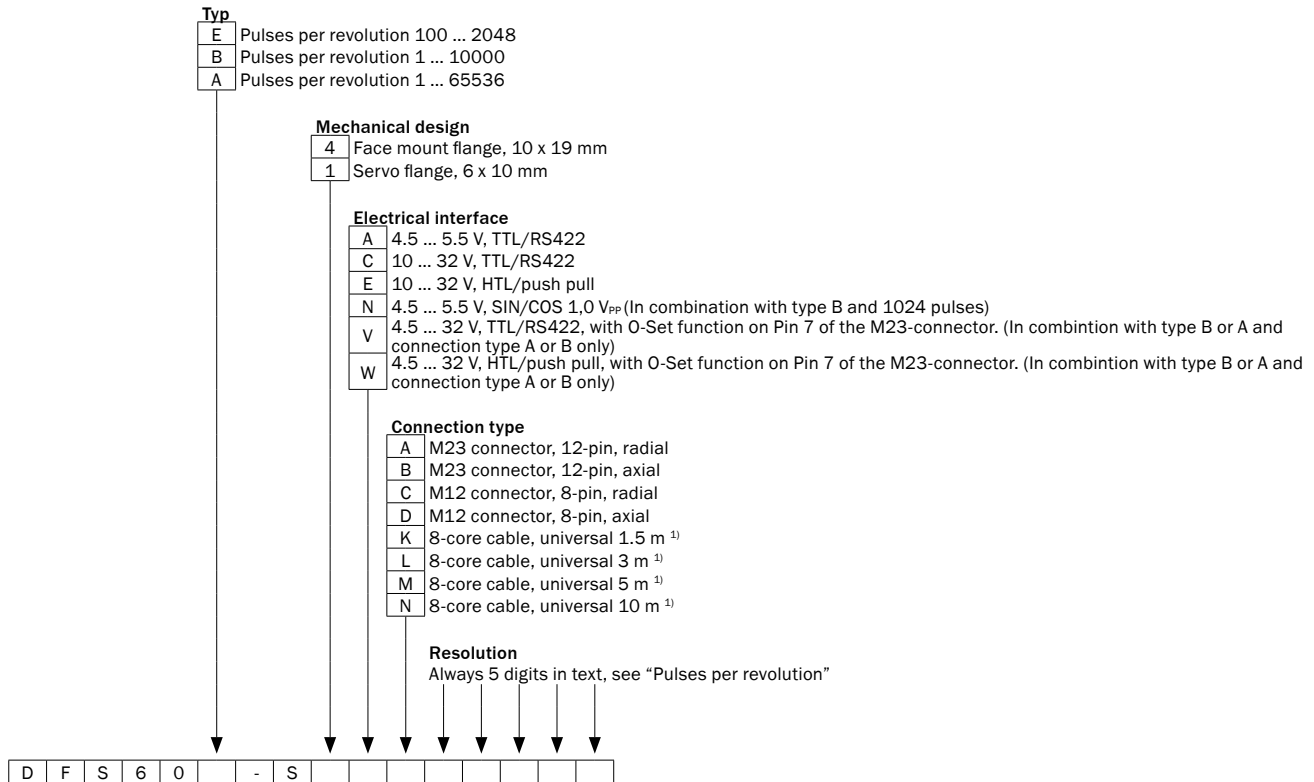 Typ
E Pulses per revolution 100 ... 2048
B Pulses per revolution 1 ... 10000
A Pulses per revolution 1 ... 65536
Mechanical design
4 Face mount flange, 10 x 19 mm
1 Servo flange, 6 x 10 mm
Electrical interface
A 4.5 ... 5.5 V, TTL/RS422
C 10 ... 32 V, TTL/RS422
E 10 ... 32 V, HTL/push pull
N 4.5 ... 5.5 V, SIN/COS 1,0 VPP (In combination with type B and 1024 pulses)
V 4.5 ... 32 V, TTL/RS422, with O-Set function on Pin 7 of the M23-connector. (In combintion with type B or A and
connection type A or B only)
W 4.5 ... 32 V, HTL/push pull, with O-Set function on Pin 7 of the M23-connector. (In combintion with type B or A and
connection type A or B only)
Connection type
A M23 connector, 12-pin, radial
B M23 connector, 12-pin, axial
C M12 connector, 8-pin, radial
D M12 connector, 8-pin, axial
K 8-core cable, universal 1.5 m 1)
L 8-core cable, universal 3 m 1)
M 8-core cable, universal 5 m 1)
N 8-core cable, universal 10 m 1)
Resolution
Always 5 digits in text, see “Pulses per revolution”
D F S 6 0 - S